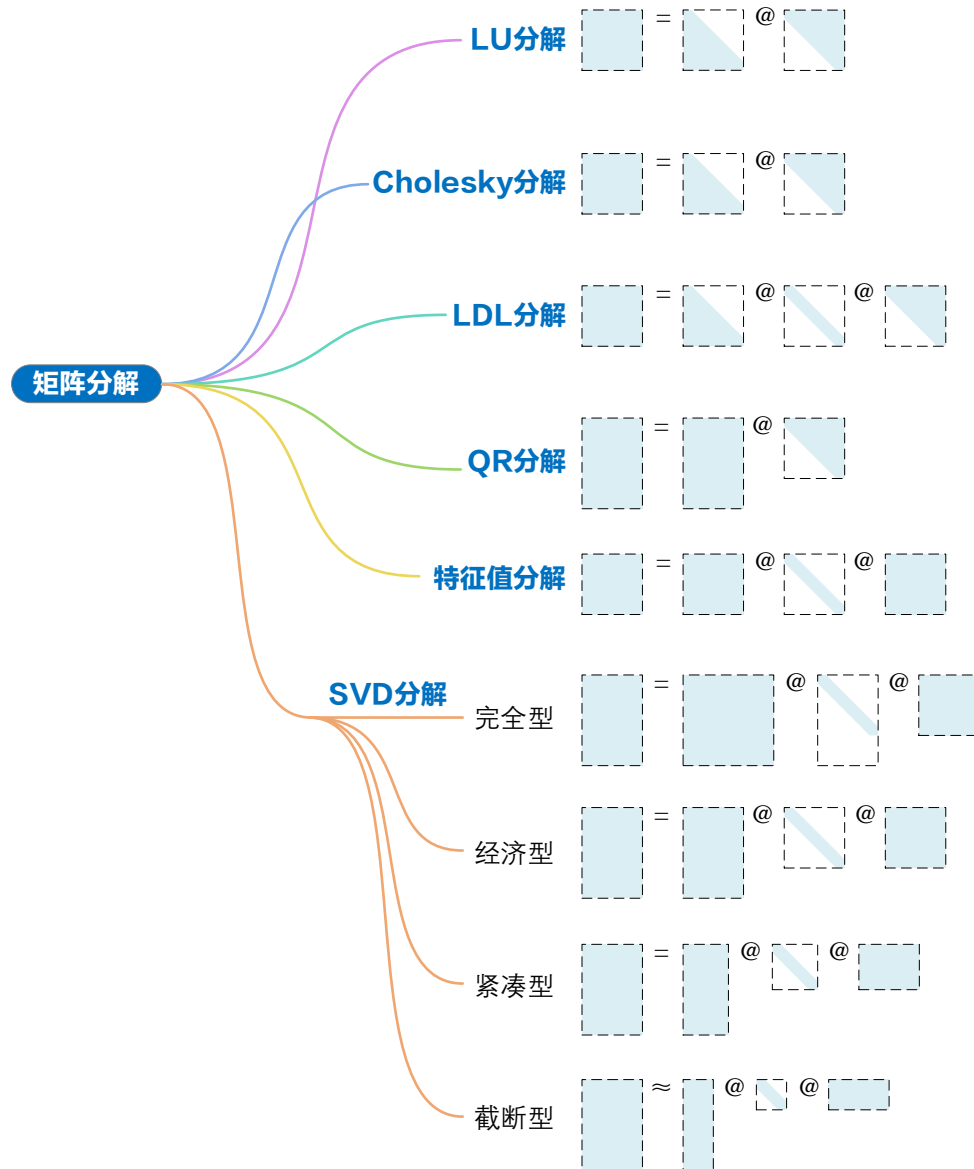 LU分解 = @
Cholesky分解 = @
LDL分解 = @ @
矩阵分解
QR分解 = @
特征值分解 = @ @
SVD分解
完全型 = @ @
经济型 = @ @
紧凑型 = @ @
截断型 ≈ @ @